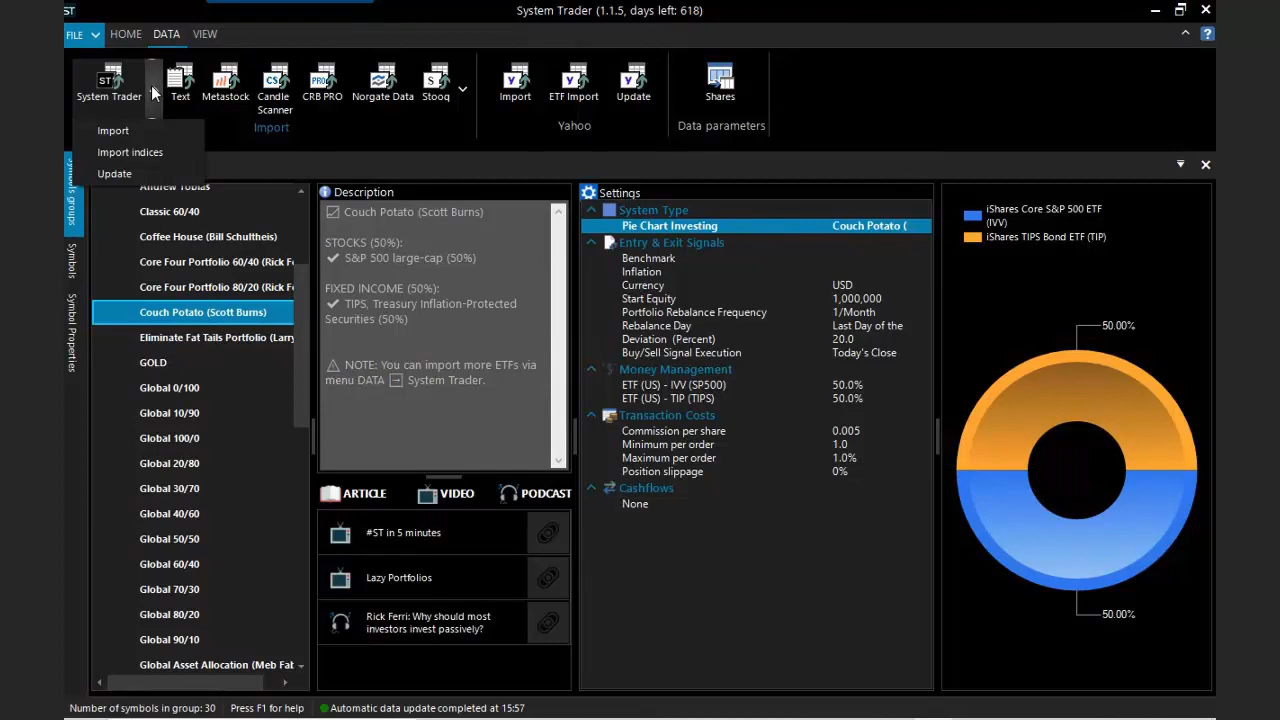 ST
System Trader (1.1.5, days left: 618)
FILE
HOME
DATA
VIEW
?
ST
System Trader
Text
Metastock
CS
Candle
Scanner
PRO
CRB PRO
Norgate Data
S
Stooq
Y
Import
Y
ETF Import
Y
Update
Shares
Import
Yahoo
Data parameters
Import
Import indices
Update
Symbols groups
Symbols
Symbol Properties
Andrew Tobias
Classic 60/40
Coffee House (Bill Schultheis)
Core Four Portfolio 60/40 (Rick F
Core Four Portfolio 80/20 (Rick F
Couch Potato (Scott Burns)
Eliminate Fat Tails Portfolio (Larry
GOLD
Global 0/100
Global 10/90
Global 100/0
Global 20/80
Global 30/70
Global 40/60
Global 50/50
Global 60/40
Global 70/30
Global 80/20
Global 90/10
Global Asset Allocation (Meb Fab
Description
Couch Potato (Scott Burns)
STOCKS (50%):
S&P 500 large-cap (50%)
FIXED INCOME (50%):
TIPS, Treasury Inflation-Protected
Securities (50%)
NOTE: You can import more ETFs via
menu DATA → System Trader.
ARTICLE
VIDEO
PODCAST
#ST in 5 minutes
Lazy Portfolios
Rick Ferri: Why should most
investors invest passively?
Settings
System Type
Pie Chart Investing Couch Potato (
Entry & Exit Signals
Benchmark
Inflation
Currency USD
Start Equity 1,000,000
Portfolio Rebalance Frequency 1/Month
Rebalance Day Last Day of the
Deviation (Percent) 20.0
Buy/Sell Signal Execution Today's Close
Money Management
ETF (US) - IVV (SP500) 50.0%
ETF (US) - TIP (TIPS) 50.0%
Transaction Costs
Commission per share 0.005
Minimum per order 1.0
Maximum per order 1.0%
Position slippage 0%
Cashflows
None
iShares Core S&P 500 ETF
(IVV)
iShares TIPS Bond ETF (TIP)
50.00%
50.00%
Number of symbols in group: 30
Press F1 for help
Automatic data update completed at 15:57